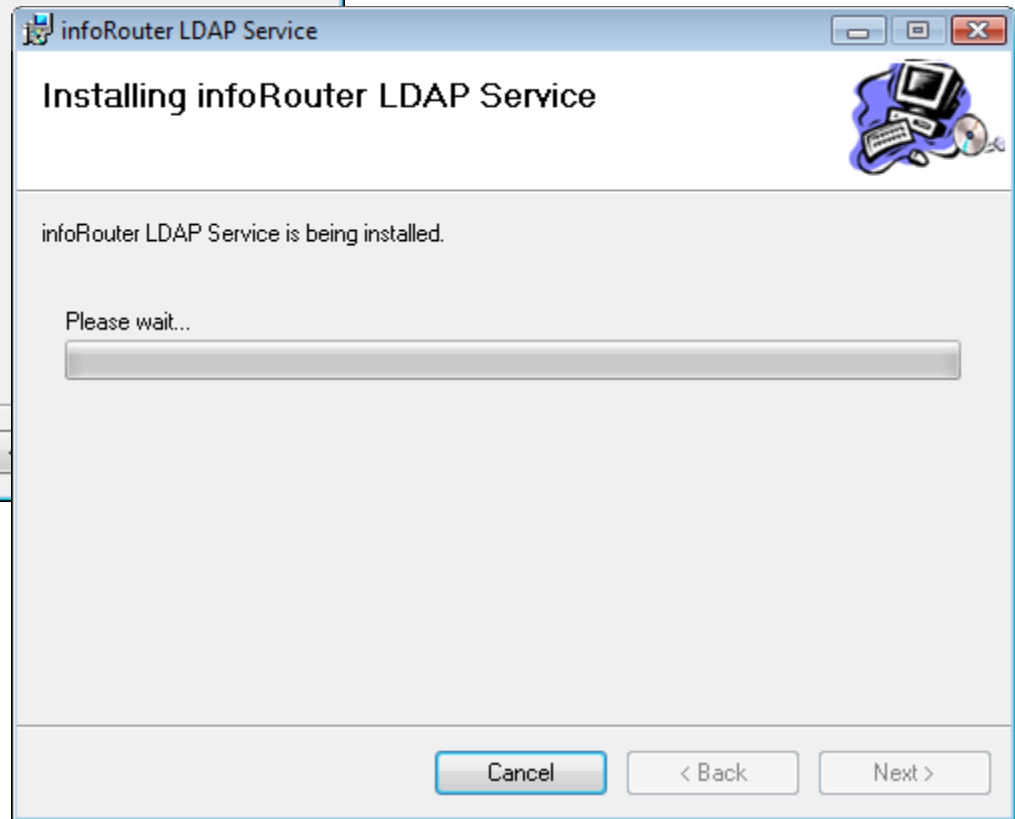 infoRouter LDAP Service
Installing infoRouter LDAP Service
infoRouter LDAP Service is being installed.
Please wait...
Cancel
< Back
Next >